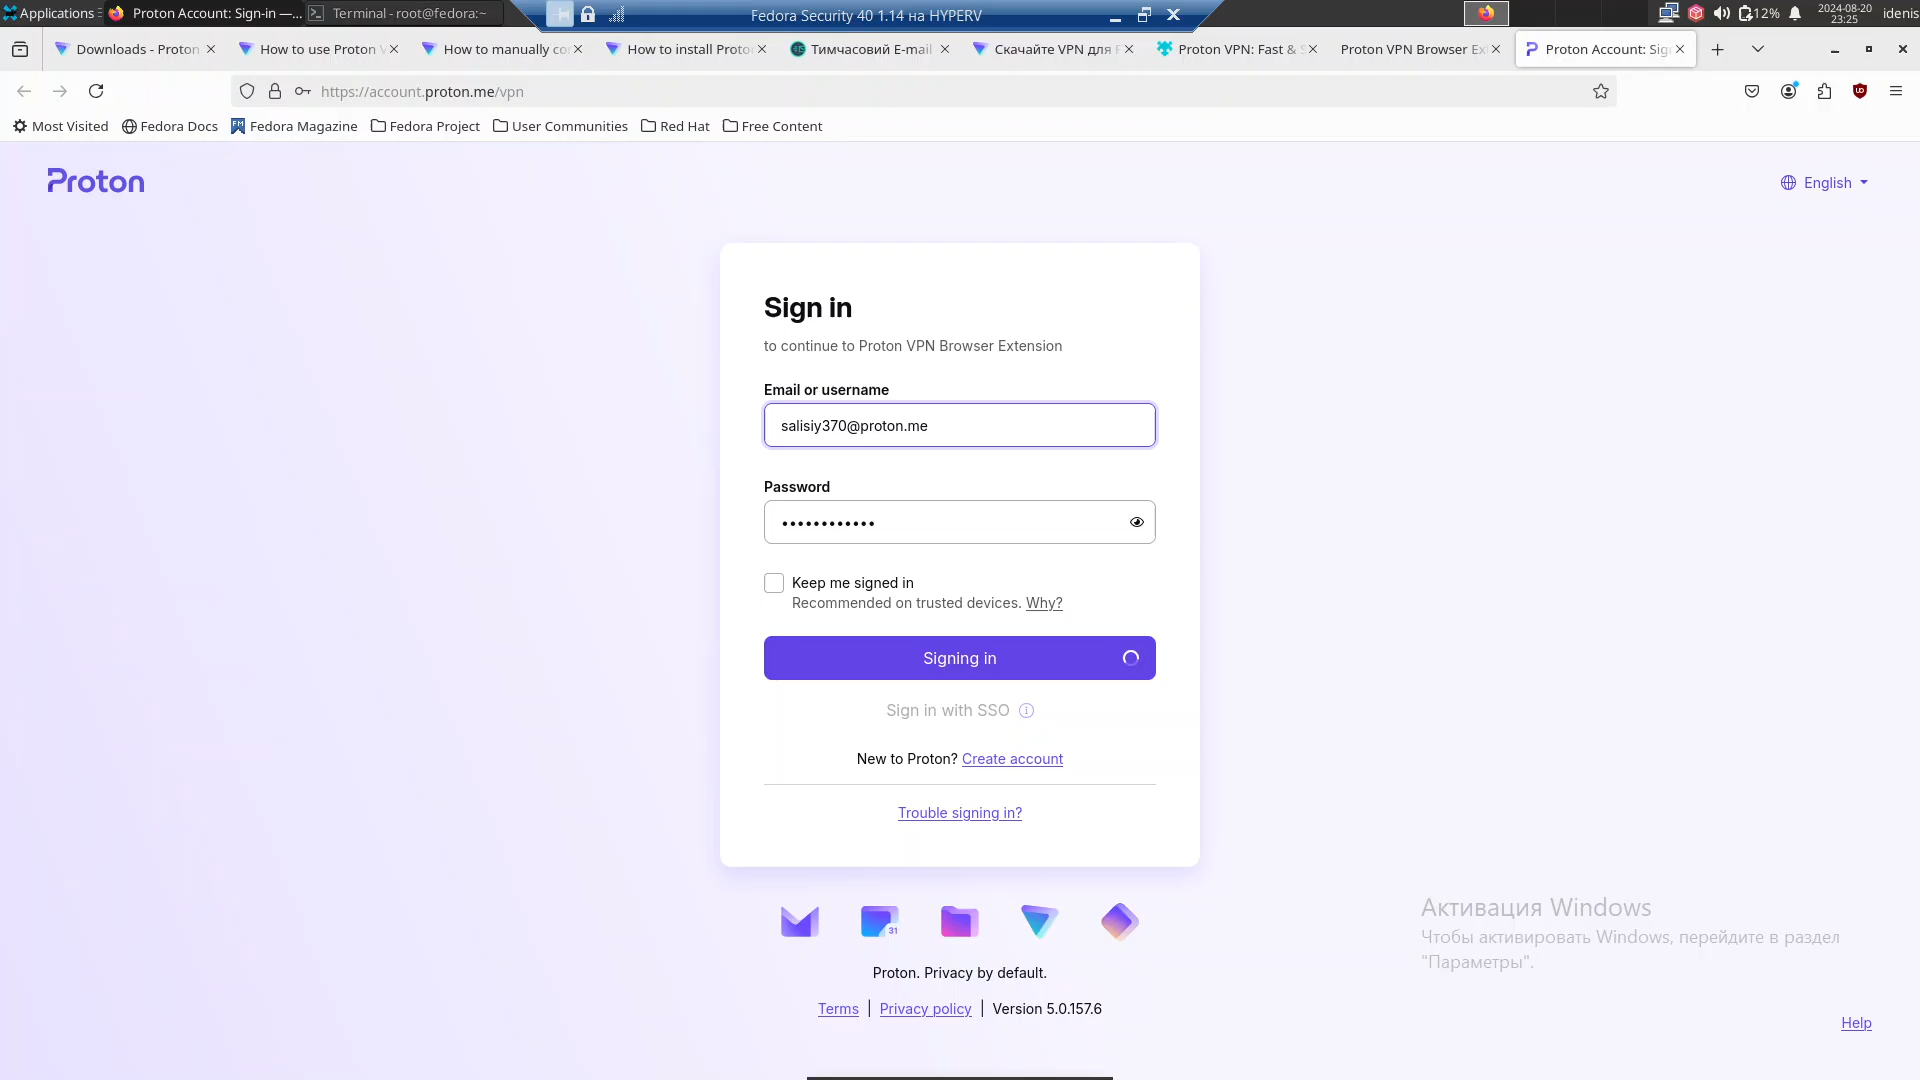 Applications
Proton Account: Sign-in —...
Terminal - root@fedora:~
Fedora Security 40 1.14 на HYPERV
12%
2024-08-20
23:25
idenis
Downloads - Proton
How to use Proton V
How to manually co
How to install Proto
Тимчасовий E-mail
Скачайте VPN для F
Proton VPN: Fast & S
Proton VPN Browser Ex
Proton Account: Sig
https://account.proton.me/vpn
Most Visited
Fedora Docs
Fedora Magazine
Fedora Project
User Communities
Red Hat
Free Content
Proton
English
Sign in
to continue to Proton VPN Browser Extension
Email or username
salisiy370@proton.me
Password
••••••••••••
Keep me signed in
Recommended on trusted devices. Why?
Signing in
Sign in with SSO
New to Proton? Create account
Trouble signing in?
31
Proton. Privacy by default.
Terms | Privacy policy | Version 5.0.157.6
Активация Windows
Чтобы активировать Windows, перейдите в раздел
"Параметры".
Help